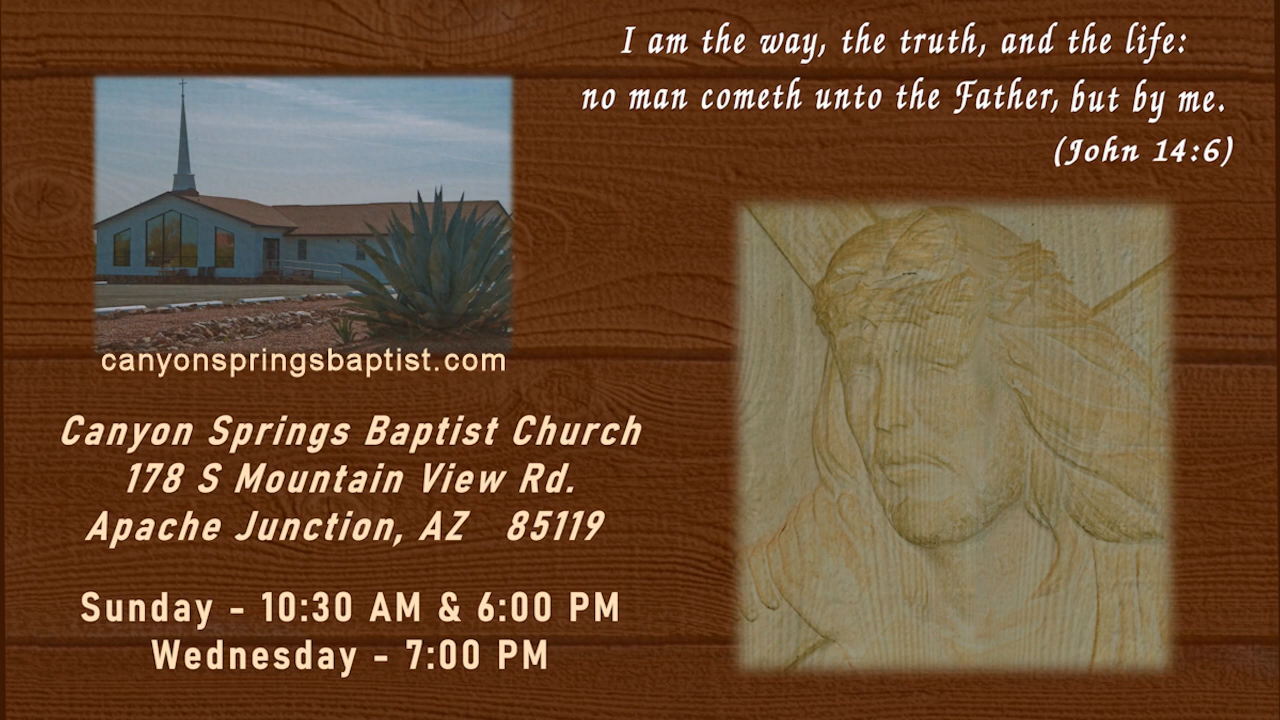 I am the way, the truth, and the life:
no man cometh unto the Father, but by me.
(John 14:6)
canyonspringsbaptist.com
Canyon Springs Baptist Church
178 S Mountain View Rd.
Apache Junction, AZ 85119
Sunday - 10:30 AM & 6:00 PM
Wednesday - 7:00 PM